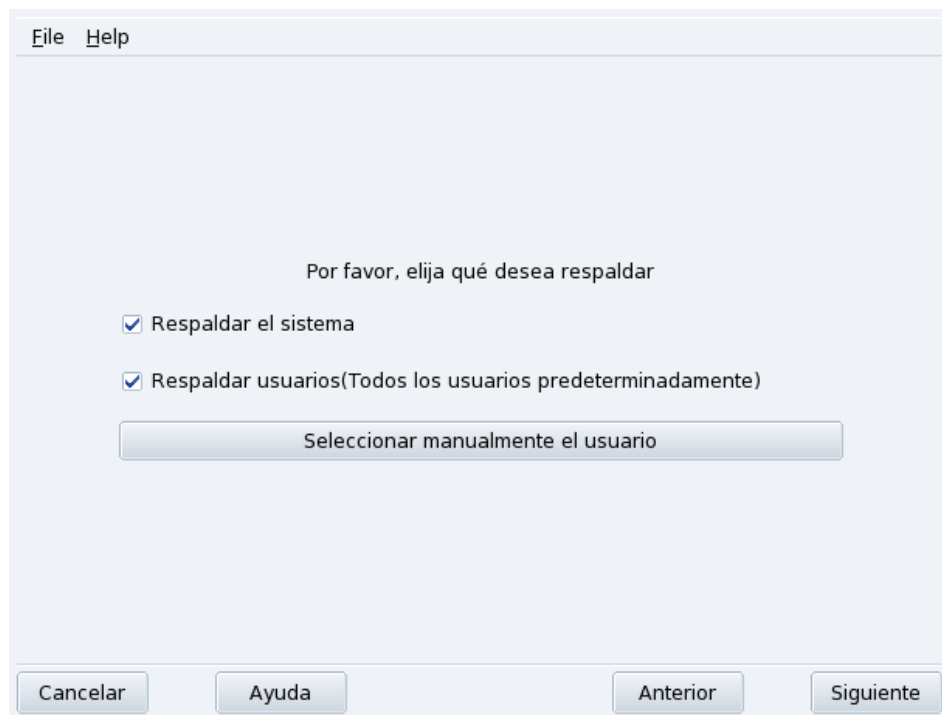 File Help
Por favor, elija qué desea respaldar
Respaldar el sistema
Respaldar usuarios(Todos los usuarios predeterminadamente)
Seleccionar manualmente el usuario
Cancelar Ayuda Anterior Siguiente